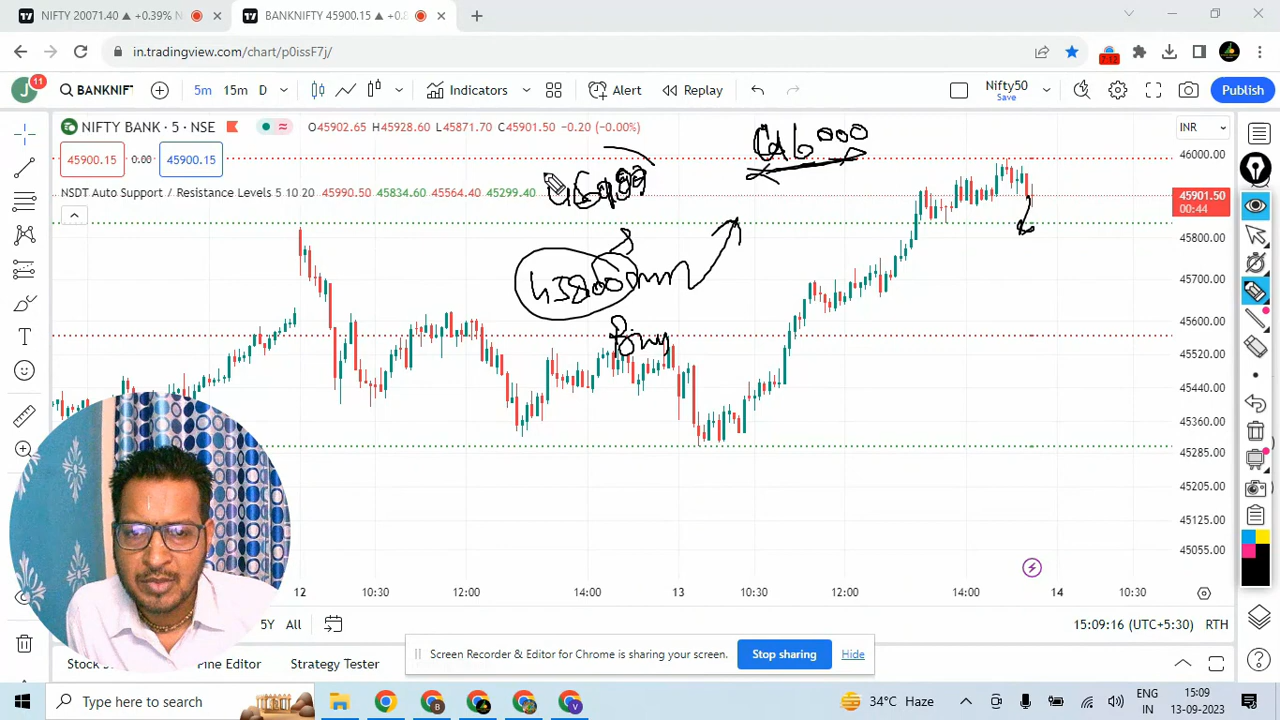 NIFTY 20071.40 ▲ +0.39% N
BANKNIFTY 45900.15 ▲ +0.8
in.tradingview.com/chart/p0issF7j/
7:12
11
J
BANKNIF
5m 15m D
Indicators
Alert
Replay
Nifty50
Save
Publish
NIFTY BANK · 5 · NSE
O45902.65 H45928.60 L45871.70 C45901.50 -0.20 (-0.00%)
INR
45900.15 0.00 45900.15
NSDT Auto Support / Resistance Levels 5 10 20 45990.50 45834.60 45564.40 45299.40
46000.00
45901.50
00:44
45800.00
45700.00
45600.00
45520.00
45440.00
45360.00
45285.00
45205.00
45125.00
45055.00
43800
12 10:30 12:00 14:00 13 10:30 12:00 14:00 14 10:30
5Y All
15:09:16 (UTC+5:30) RTH
Stock
Pine Editor
Strategy Tester
Screen Recorder & Editor for Chrome is sharing your screen.
Stop sharing
Hide
Type here to search
B
V
34°C Haze
ENG
IN
15:09
13-09-2023